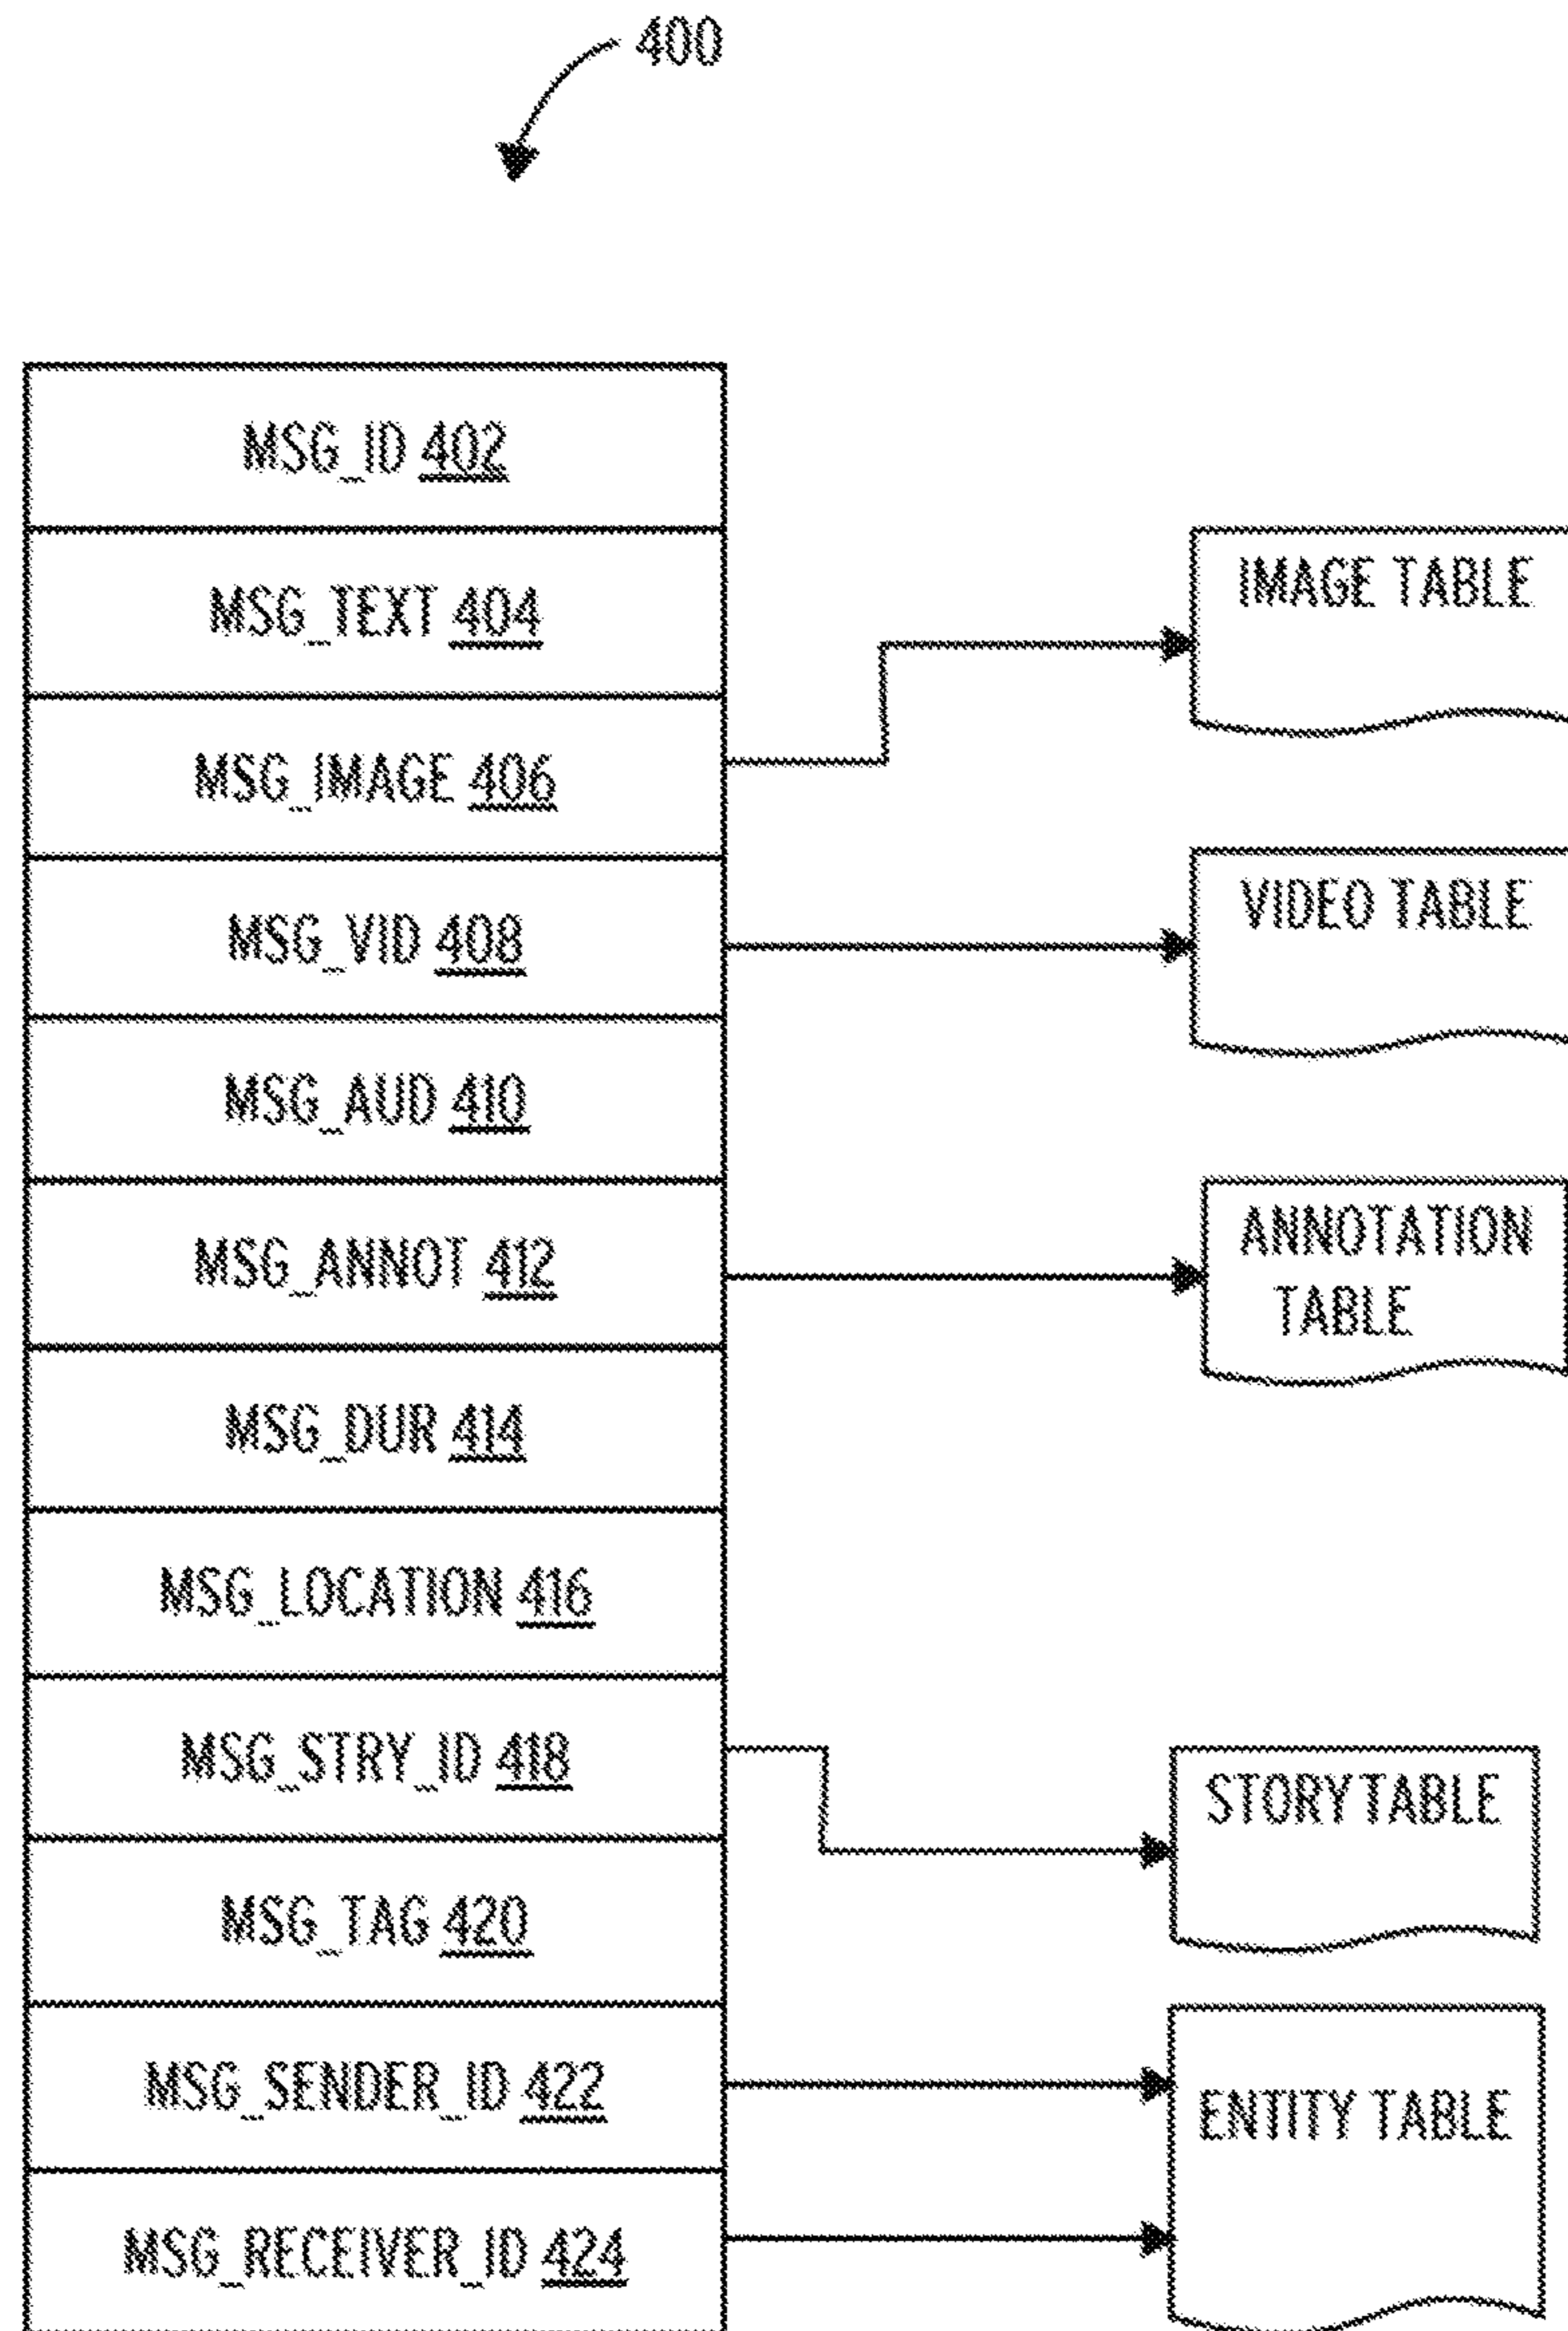 400
MSG_ID 402
MSG_TEXT 404
MSG_IMAGE 406
MSG_VID 408
MSG_AUD 410
MSG_ANNOT 412
MSG_DUR 414
MSG_LOCATION 416
MSG_STRY_ID 418
MSG_TAG 420
MSG_SENDER_ID 422
MSG_RECEIVER_ID 424
IMAGE TABLE
VIDEO TABLE
ANNOTATION
TABLE
STORY TABLE
ENTITY TABLE